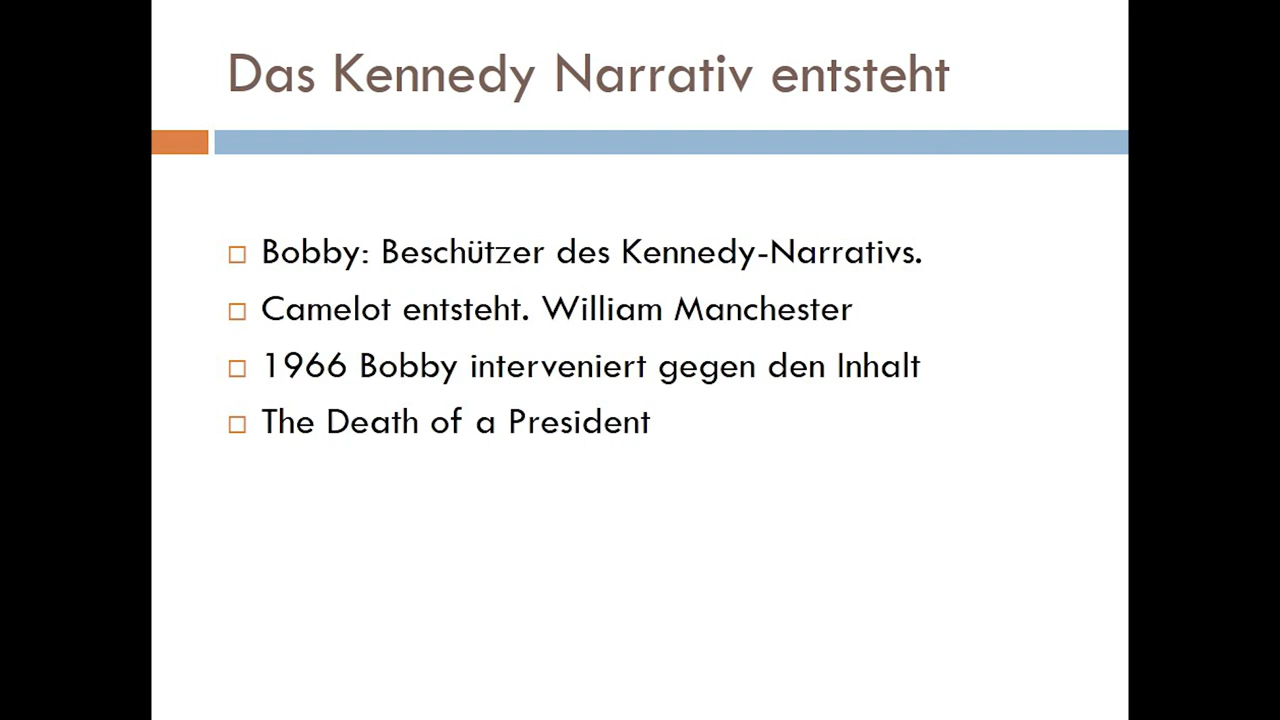 Das Kennedy Narrativ entsteht
Bobby: Beschützer des Kennedy-Narrativs.
Camelot entsteht. William Manchester
1966 Bobby interveniert gegen den Inhalt
The Death of a President